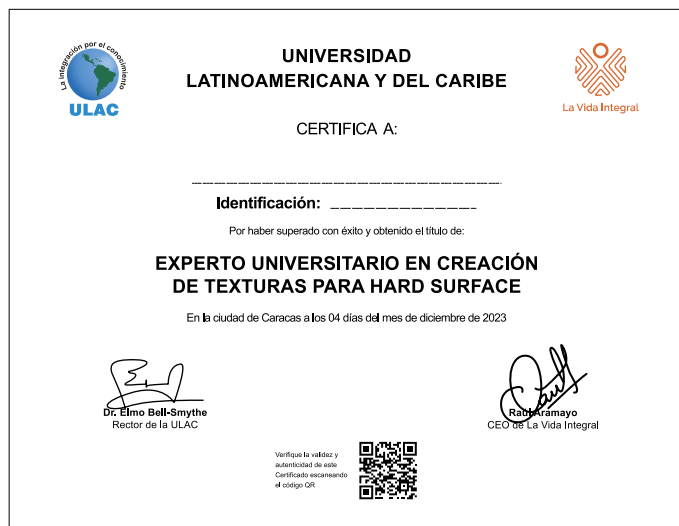 La integración por el conocimiento
ULAC
UNIVERSIDAD
LATINOAMERICANA Y DEL CARIBE
La Vida Integral
CERTIFICA A:
Identificación:
Por haber superado con éxito y obtenido el título de:
EXPERTO UNIVERSITARIO EN CREACIÓN
DE TEXTURAS PARA HARD SURFACE
En la ciudad de Caracas a los 04 días del mes de diciembre de 2023
Dr. Elmo Bell-Smythe
Rector de la ULAC
Raúl Aramayo
CEO de La Vida Integral
Verifique la validez y
autenticidad de este
Certificado escaneando
el código QR